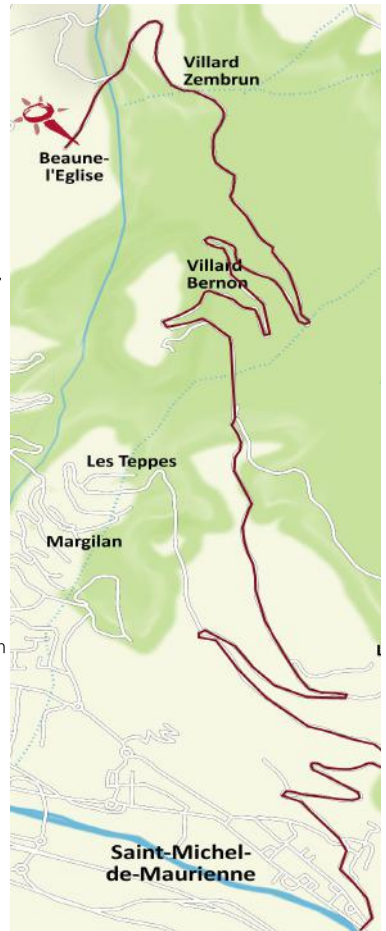 Villard
Zembrun
Beaune-
l'Eglise
Villard
Bernon
Les Teppes
Margilan
Saint-Michel-
de-Maurienne